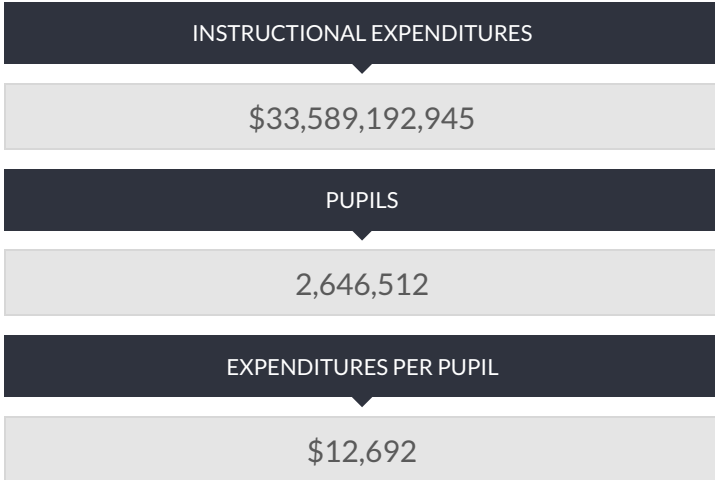 INSTRUCTIONAL EXPENDITURES
$33,589,192,945
PUPILS
2,646,512
EXPENDITURES PER PUPIL
$12,692